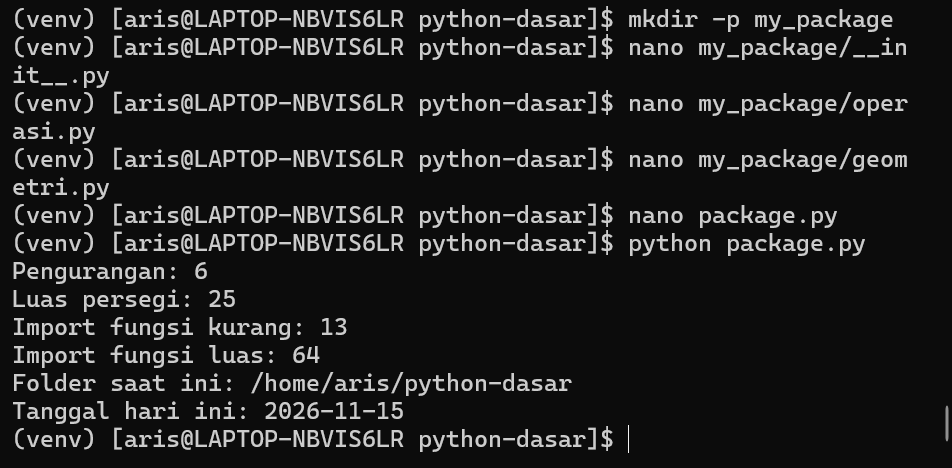 (venv) [aris@LAPTOP-NBVIS6LR python-dasar]$ mkdir -p my_package
(venv) [aris@LAPTOP-NBVIS6LR python-dasar]$ nano my_package/__in
it__.py
(venv) [aris@LAPTOP-NBVIS6LR python-dasar]$ nano my_package/oper
asi.py
(venv) [aris@LAPTOP-NBVIS6LR python-dasar]$ nano my_package/geom
etri.py
(venv) [aris@LAPTOP-NBVIS6LR python-dasar]$ nano package.py
(venv) [aris@LAPTOP-NBVIS6LR python-dasar]$ python package.py
Pengurangan: 6
Luas persegi: 25
Import fungsi kurang: 13
Import fungsi luas: 64
Folder saat ini: /home/aris/python-dasar
Tanggal hari ini: 2026-11-15
(venv) [aris@LAPTOP-NBVIS6LR python-dasar]$